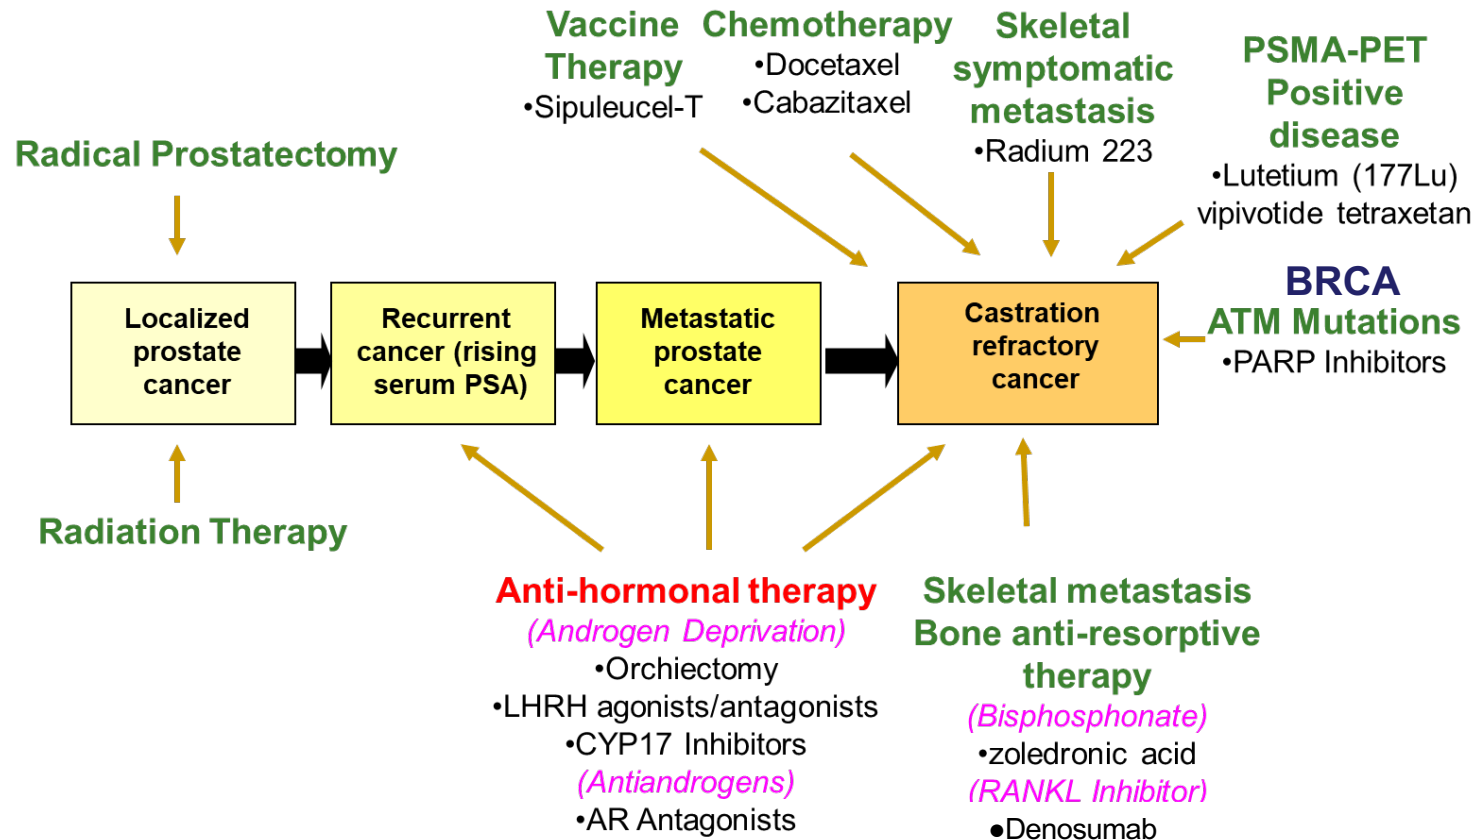 Vaccine
Therapy
•Sipuleucel-T
Chemotherapy
•Docetaxel
•Cabazitaxel
Skeletal
symptomatic
metastasis
•Radium 223
PSMA-PET
Positive
disease
•Lutetium (177Lu)
vipivotide tetraxetan
Radical Prostatectomy
Localized
prostate
cancer
Recurrent
cancer (rising
serum PSA)
Metastatic
prostate
cancer
Castration
refractory
cancer
BRCA
ATM Mutations
•PARP Inhibitors
Radiation Therapy
Anti-hormonal therapy
(Androgen Deprivation)
•Orchiectomy
•LHRH agonists/antagonists
•CYP17 Inhibitors
(Antiandrogens)
•AR Antagonists
Skeletal metastasis
Bone anti-resorptive
therapy
(Bisphosphonate)
•zoledronic acid
(RANKL Inhibitor)
●Denosumab